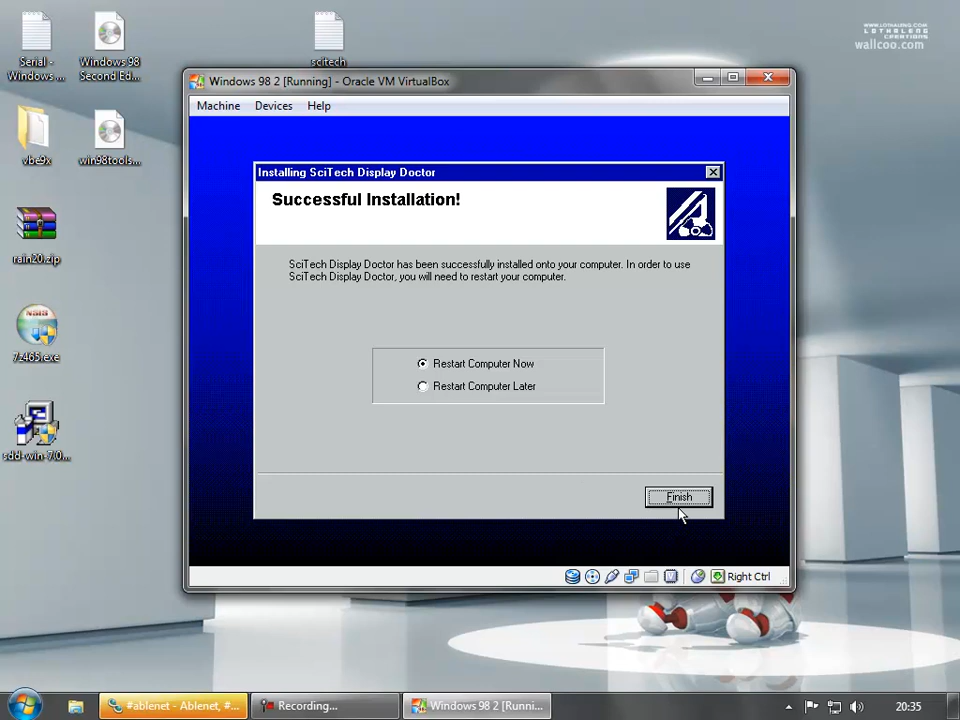 Serial -
Windows ...
Windows 98
Second Ed...
scitech
WWW.LOTHALENG.COM
LOTHALENG
CREATIONS
wallcoo.com
Windows 98 2 [Running] - Oracle VM VirtualBox
Machine Devices Help
vbe9x
win98tools...
Installing SciTech Display Doctor
Successful Installation!
SciTech Display Doctor has been successfully installed onto your computer. In order to use
SciTech Display Doctor, you will need to restart your computer.
rain20.zip
NSIS
7z465.exe
Restart Computer Now
Restart Computer Later
sdd-win-7.0...
Finish
Right Ctrl
#ablenet - Ablenet, #...
Recording...
Windows 98 2 [Runni...
20:35